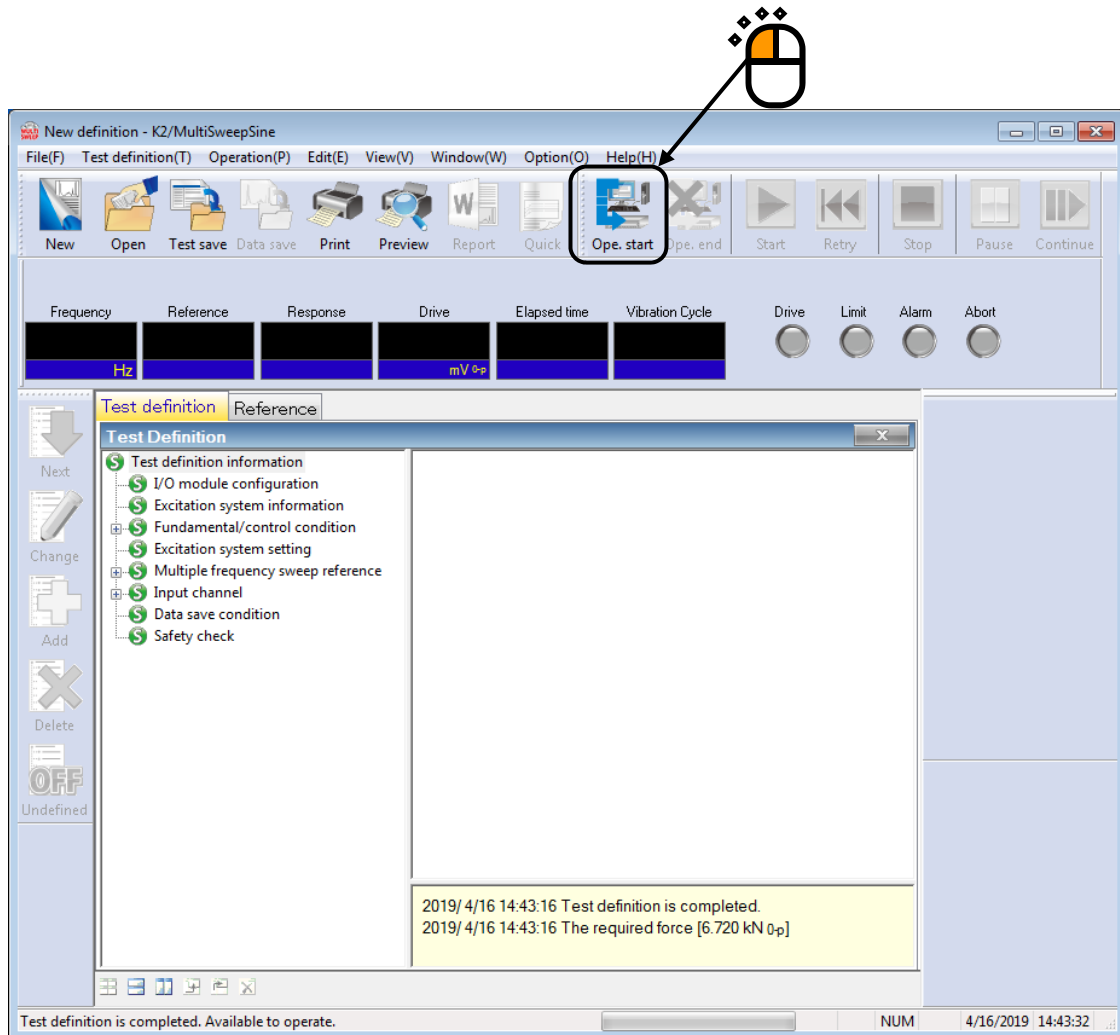 New definition - K2/MultiSweepSine
File(F) Test definition(T) Operation(P) Edit(E) View(V) Window(W) Option(O) Help(H)
New Open Test save Data save Print Preview Report Quick Ope. start Ope. end Start Retry Stop Pause Continue
Frequency Reference Response Drive Elapsed time Vibration Cycle Drive Limit Alarm Abort
Hz mV 0-p
Test definition Reference
Test Definition
Next
Change
Add
Delete
OFF
Undefined
Test definition information
I/O module configuration
Excitation system information
Fundamental/control condition
Excitation system setting
Multiple frequency sweep reference
Input channel
Data save condition
Safety check
2019/ 4/16 14:43:16 Test definition is completed.
2019/ 4/16 14:43:16 The required force [6.720 kN 0-p]
Test definition is completed. Available to operate. NUM 4/16/2019 14:43:32